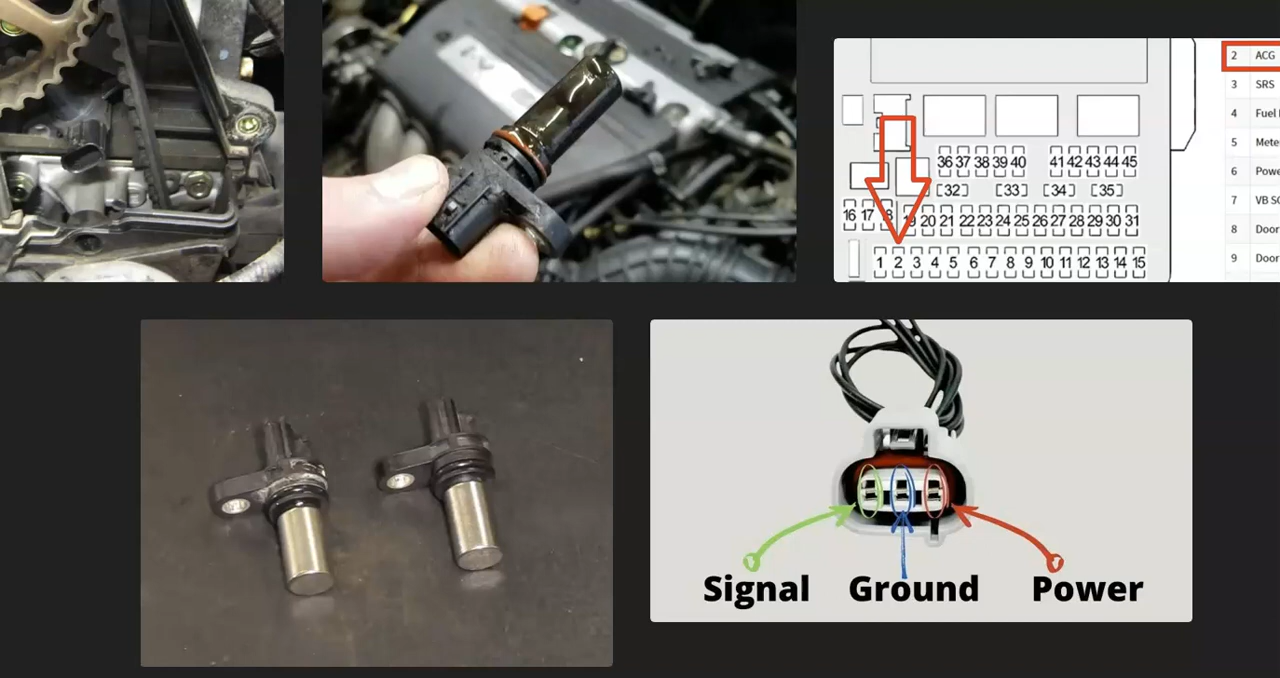 2 ACG
3 SRS
4 Fuel
5 Mete
6 Powe
7 VB SO
8 Door
9 Door
36 37 38 39 40 41 42 43 44 45
[32] [33] [34] [35]
16 17 18 19 20 21 22 23 24 25 26 27 28 29 30 31
1 2 3 4 5 6 7 8 9 10 11 12 13 14 15
Signal Ground Power